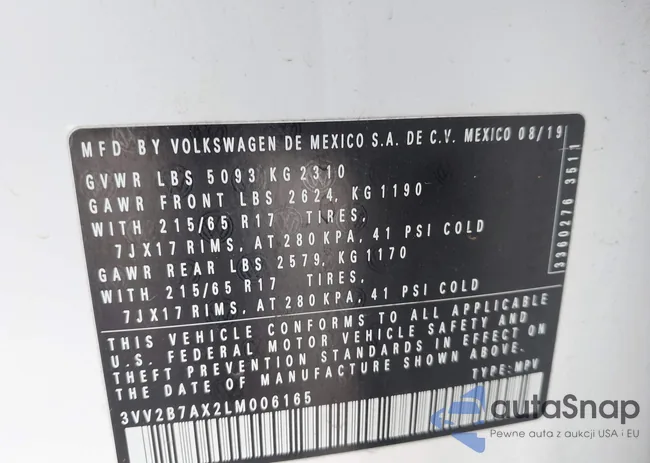 MFD BY VOLKSWAGEN DE MEXICO S.A. DE C.V. MEXICO 08/19
GVWR LBS 5093 KG 2310
GAWR FRONT LBS 2624, KG 1190
WITH 215/65 R17 TIRES,
7JX17 RIMS, AT 280 KPA, 41 PSI COLD
GAWR REAR LBS 2579, KG 1170
WITH 215/65 R17 TIRES,
7JX17 RIMS, AT 280 KPA, 41 PSI COLD
THIS VEHICLE CONFORMS TO ALL APPLICABLE
U.S. FEDERAL MOTOR VEHICLE SAFETY AND
THEFT PREVENTION STANDARDS IN EFFECT ON
THE DATE OF MANUFACTURE SHOWN ABOVE.
3VV2B7AX2LM006165 TYPE: MPV
3360276 3511
autoSnap
Pewne auta z aukcji USA i EU